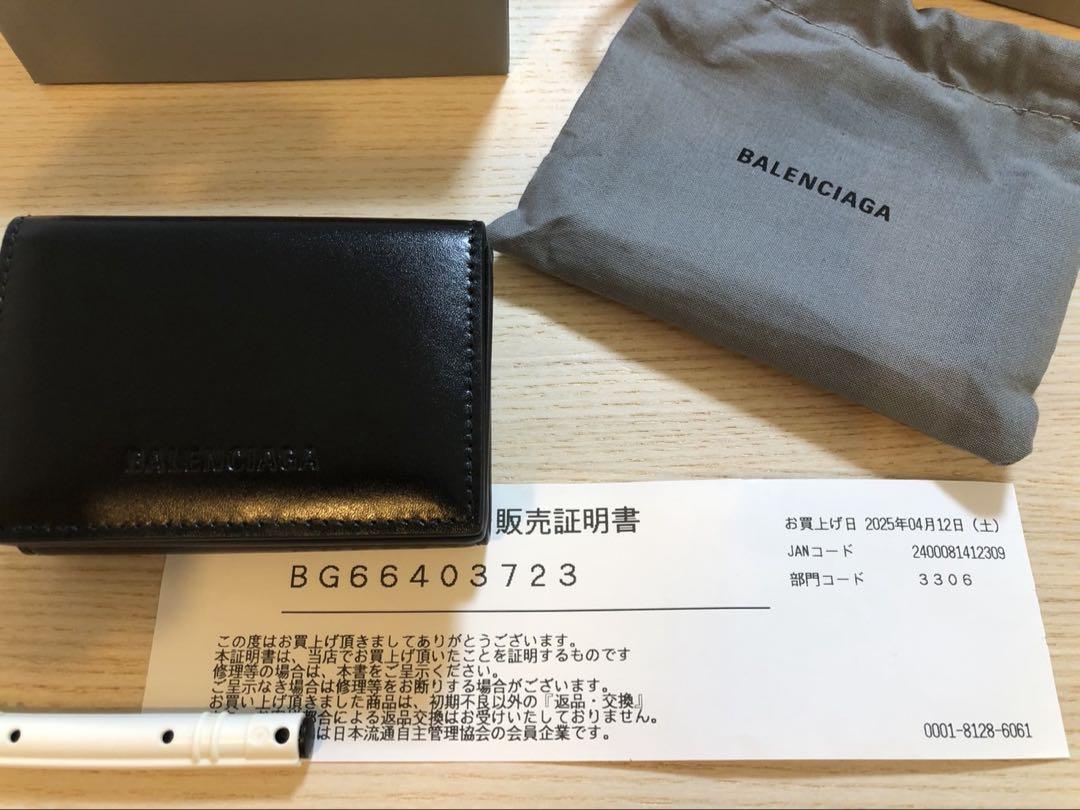 BALENCIAGA
BALENCIAGA
販売証明書
BG66403723
お買上げ日 2025年04月12日（土）
JANコード 2400081412309
部門コード 3306
この度はお買上げ頂きましてありがとうございます。
本証明書は、当店でお買上げ頂いたことを証明するものです
修理等の場合は、本書をご呈示ください。
ご呈示なき場合は修理等をお断りする場合がございます。
お買い上げ頂きました商品は、初期不良以外の『返品・交換』
都合による返品交換はお受けいたしておりません。
は日本流通自主管理協会の会員企業です。
0001-8128-6061